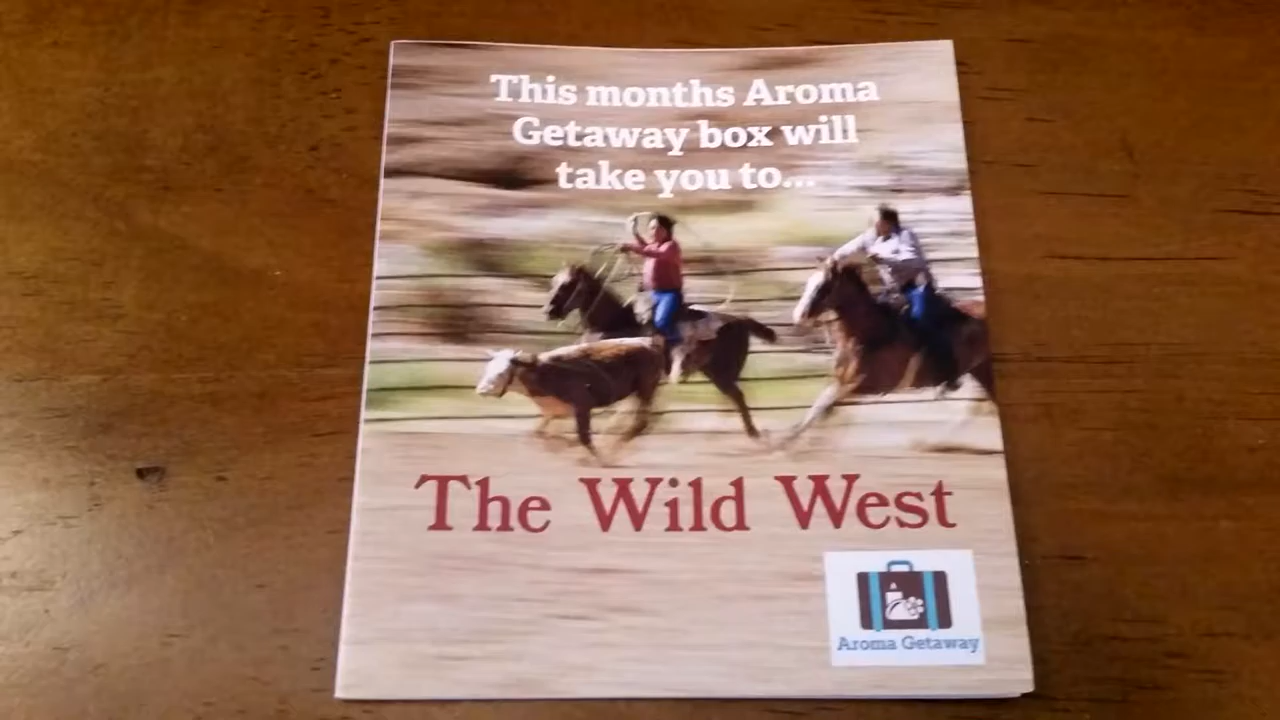 This months Aroma
Getaway box will
take you to...
The Wild West
Aroma Getaway